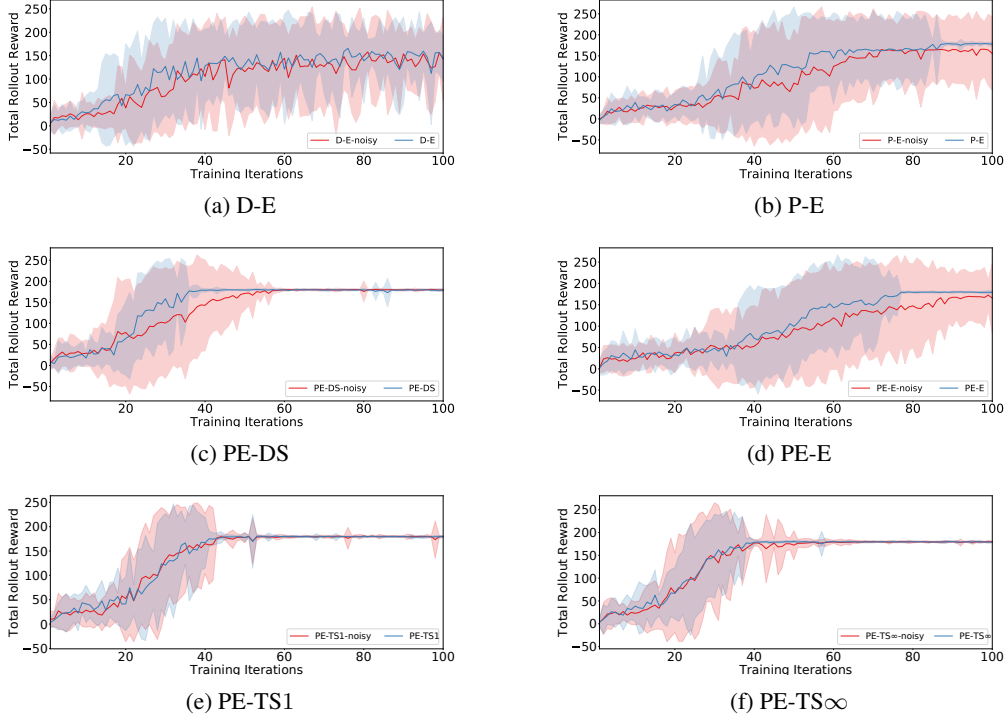 Total Rollout Reward
250
200
150
100
50
0
−50
D-E-noisy D-E
20 40 60 80 100
Training Iterations
(a) D-E
Total Rollout Reward
250
200
150
100
50
0
−50
P-E-noisy P-E
20 40 60 80 100
Training Iterations
(b) P-E
Total Rollout Reward
250
200
150
100
50
0
−50
PE-DS-noisy PE-DS
20 40 60 80 100
Training Iterations
(c) PE-DS
Total Rollout Reward
250
200
150
100
50
0
−50
PE-E-noisy PE-E
20 40 60 80 100
Training Iterations
(d) PE-E
Total Rollout Reward
250
200
150
100
50
0
−50
PE-TS1-noisy PE-TS1
20 40 60 80 100
Training Iterations
(e) PE-TS1
Total Rollout Reward
250
200
150
100
50
0
−50
PE-TS∞-noisy PE-TS∞
20 40 60 80 100
Training Iterations
(f) PE-TS∞